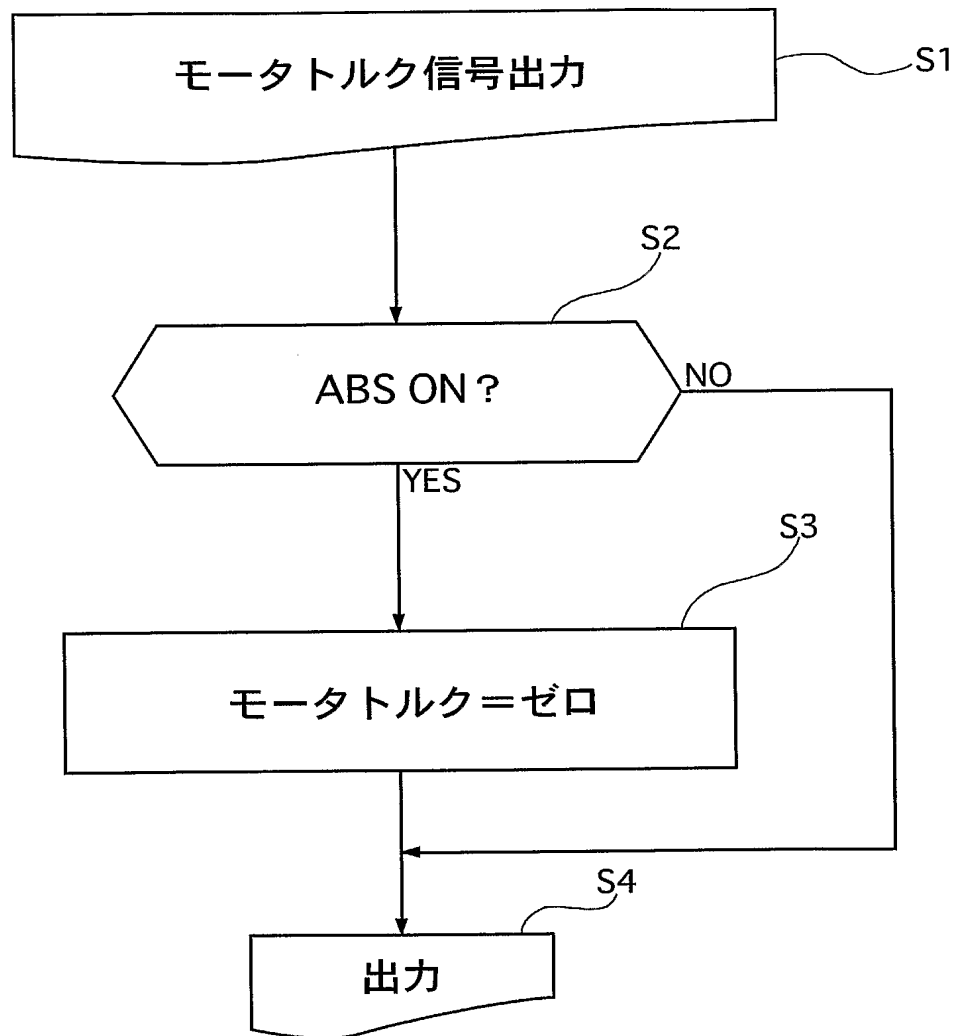 モータトルク信号出力
S1
S2
ABS ON？
NO
YES
S3
モータトルク＝ゼロ
S4
出力